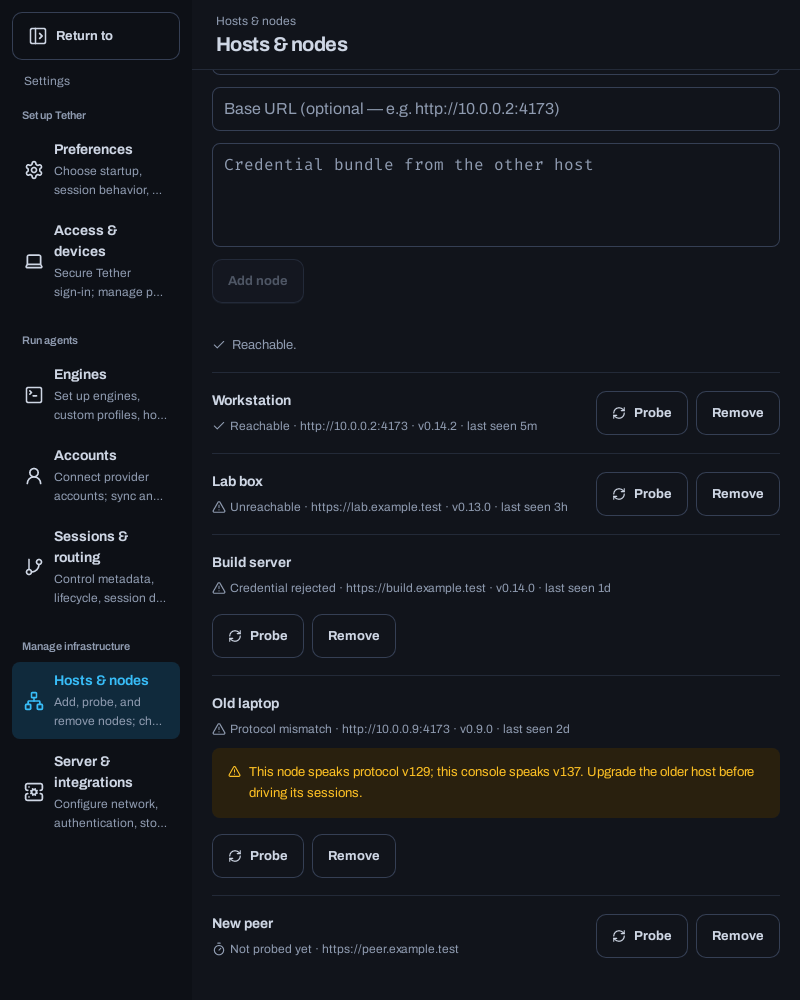 Return to
Settings
Set up Tether
Preferences
Choose startup,
session behavior, ...
Access &
devices
Secure Tether
sign-in; manage p...
Run agents
Engines
Set up engines,
custom profiles, ho...
Accounts
Connect provider
accounts; sync an...
Sessions &
routing
Control metadata,
lifecycle, session d...
Manage infrastructure
Hosts & nodes
Add, probe, and
remove nodes; ch...
Server &
integrations
Configure network,
authentication, sto...
Hosts & nodes
Hosts & nodes
Base URL (optional — e.g. http://10.0.0.2:4173)
Credential bundle from the other host
Add node
Reachable.
Workstation
Reachable · http://10.0.0.2:4173 · v0.14.2 · last seen 5m
Probe
Remove
Lab box
Unreachable · https://lab.example.test · v0.13.0 · last seen 3h
Probe
Remove
Build server
Credential rejected · https://build.example.test · v0.14.0 · last seen 1d
Probe
Remove
Old laptop
Protocol mismatch · http://10.0.0.9:4173 · v0.9.0 · last seen 2d
This node speaks protocol v129; this console speaks v137. Upgrade the older host before
driving its sessions.
Probe
Remove
New peer
Not probed yet · https://peer.example.test
Probe
Remove